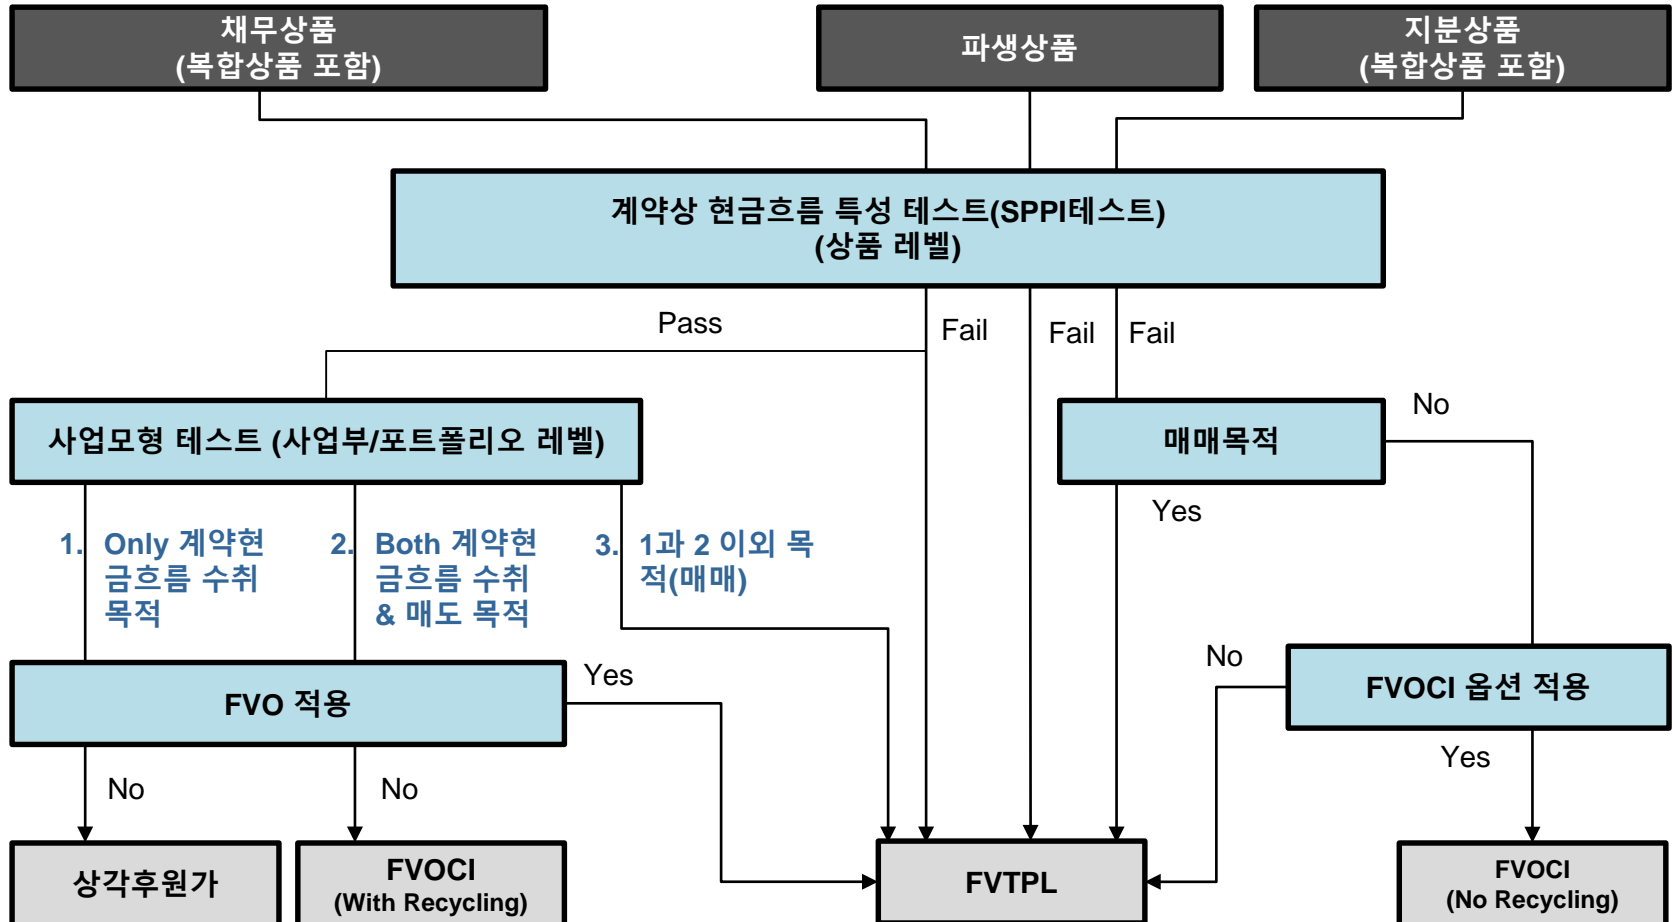 채무상품
(복합상품 포함)
파생상품
지분상품
(복합상품 포함)
계약상 현금흐름 특성 테스트(SPPI테스트)
(상품 레벨)
Pass
Fail
Fail
Fail
사업모형 테스트 (사업부/포트폴리오 레벨)
매매목적
No
Yes
1. Only 계약현
금흐름 수취
목적
2. Both 계약현
금흐름 수취
& 매도 목적
3. 1과 2 이외 목
적(매매)
FVO 적용
Yes
No
FVOCI 옵션 적용
Yes
No
No
상각후원가
FVOCI
(With Recycling)
FVTPL
FVOCI
(No Recycling)